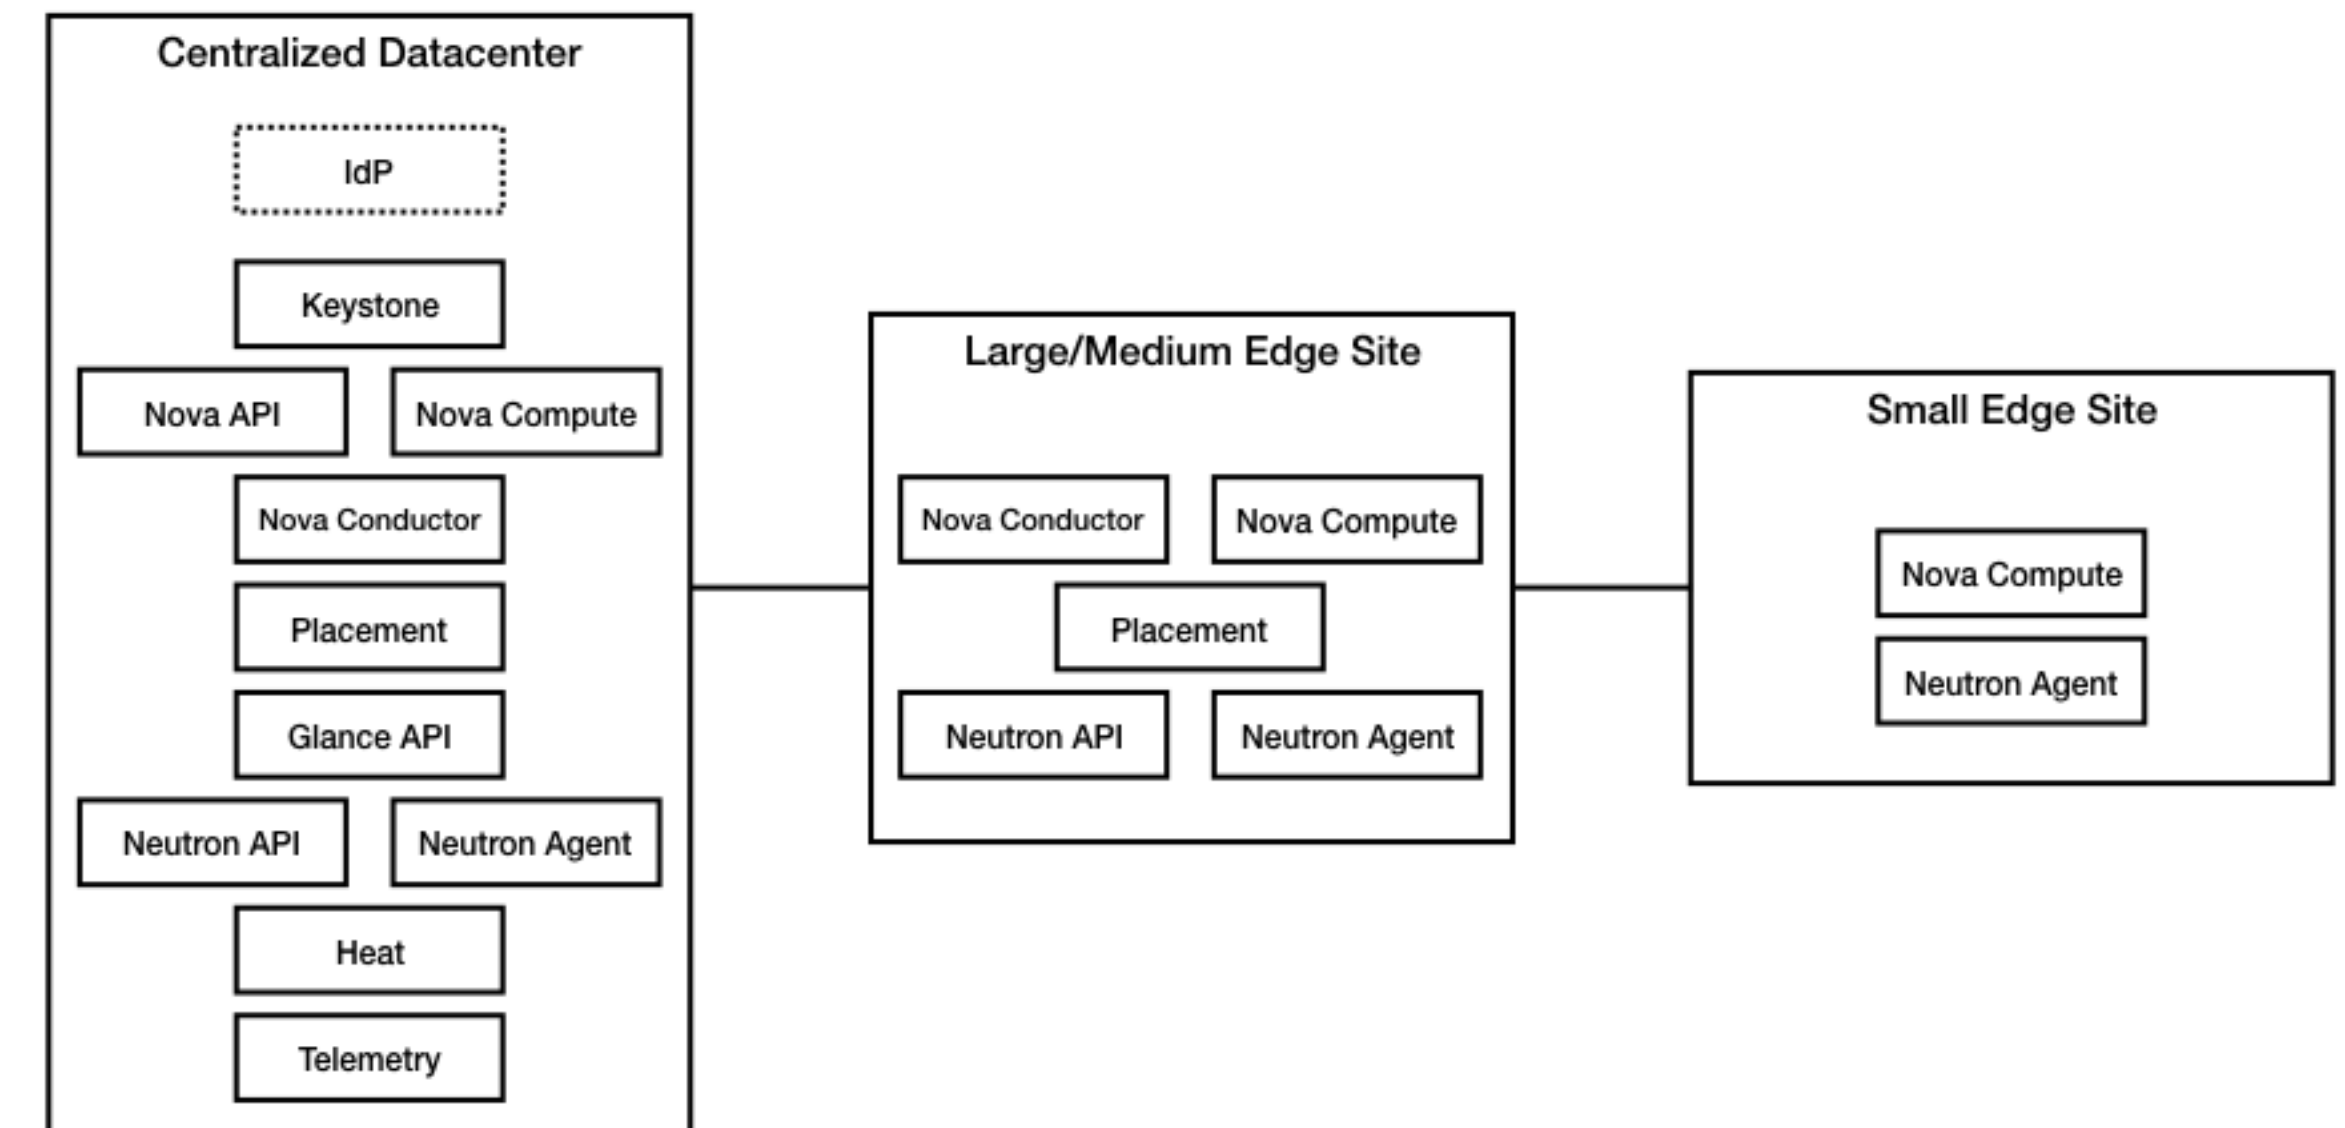 Centralized Datacenter
IdP
Keystone
Nova API
Nova Compute
Nova Conductor
Placement
Glance API
Neutron API
Neutron Agent
Heat
Telemetry
Large/Medium Edge Site
Nova Conductor
Nova Compute
Placement
Neutron API
Neutron Agent
Small Edge Site
Nova Compute
Neutron Agent